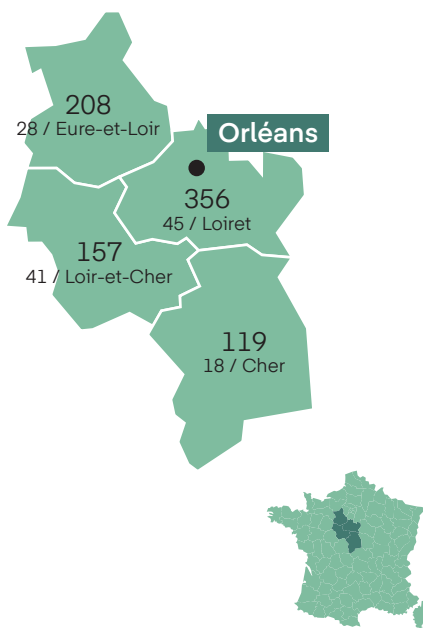 208
28 / Eure-et-Loir
Orléans
356
45 / Loiret
157
41 / Loir-et-Cher
119
18 / Cher